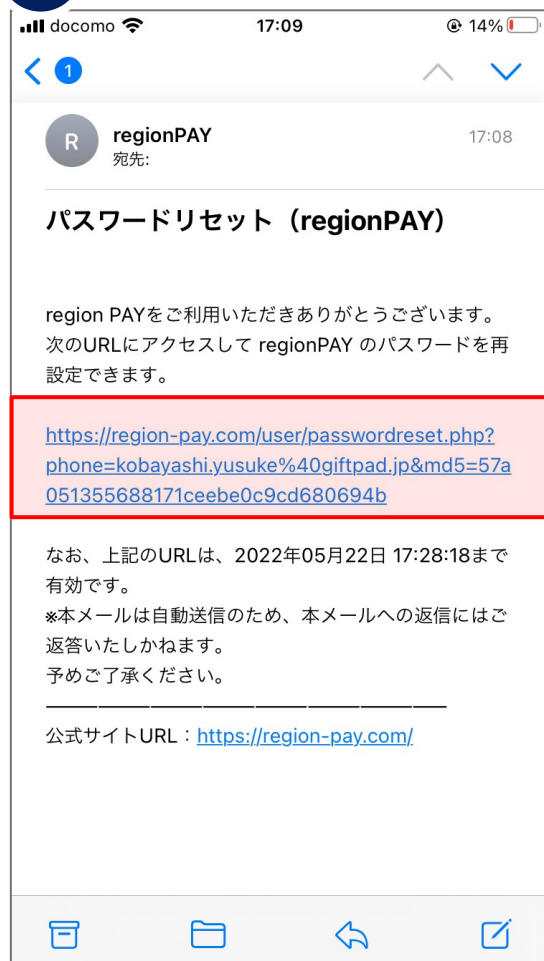 docomo 17:09 14%
1
R regionPAY 17:08
宛先:
パスワードリセット（regionPAY）
region PAYをご利用いただきありがとうございます。
次のURLにアクセスして regionPAY のパスワードを再
設定できます。
https://region-pay.com/user/passwordreset.php?
phone=kobayashi.yusuke%40giftpad.jp&md5=57a
051355688171ceebe0c9cd680694b
なお、上記のURLは、2022年05月22日 17:28:18まで
有効です。
※本メールは自動送信のため、本メールへの返信にはご
返答いたしかねます。
予めご了承ください。
公式サイトURL：https://region-pay.com/